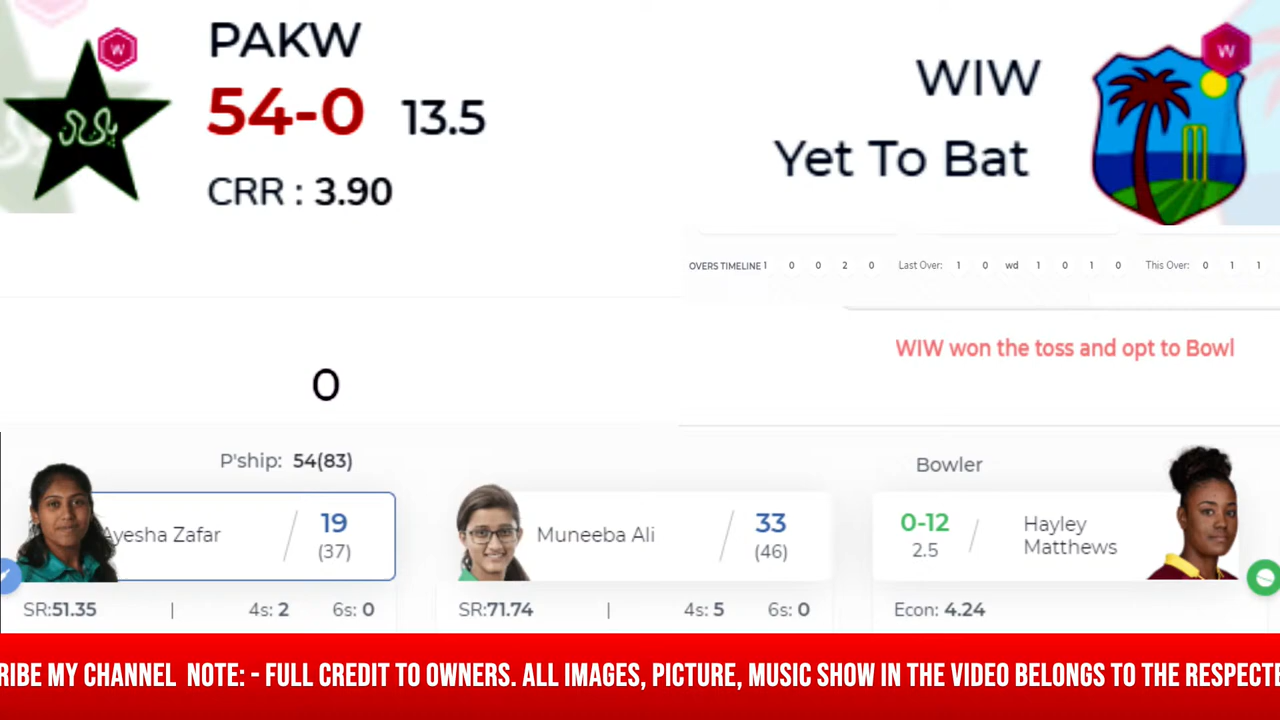 W
PAKW
54-0 13.5
CRR : 3.90
WIW
Yet To Bat
W
OVERS TIMELINE 1 0 0 2 0 Last Over: 1 0 wd 1 0 1 0 This Over: 0 1 1
WIW won the toss and opt to Bowl
0
P'ship: 54(83)
Ayesha Zafar / 19
(37)
SR:51.35 | 4s: 2 6s: 0
Muneeba Ali / 33
(46)
SR:71.74 | 4s: 5 6s: 0
Bowler
0-12 / Hayley
2.5 Matthews
Econ: 4.24
RIBE MY CHANNEL NOTE: - FULL CREDIT TO OWNERS. ALL IMAGES, PICTURE, MUSIC SHOW IN THE VIDEO BELONGS TO THE RESPECTE